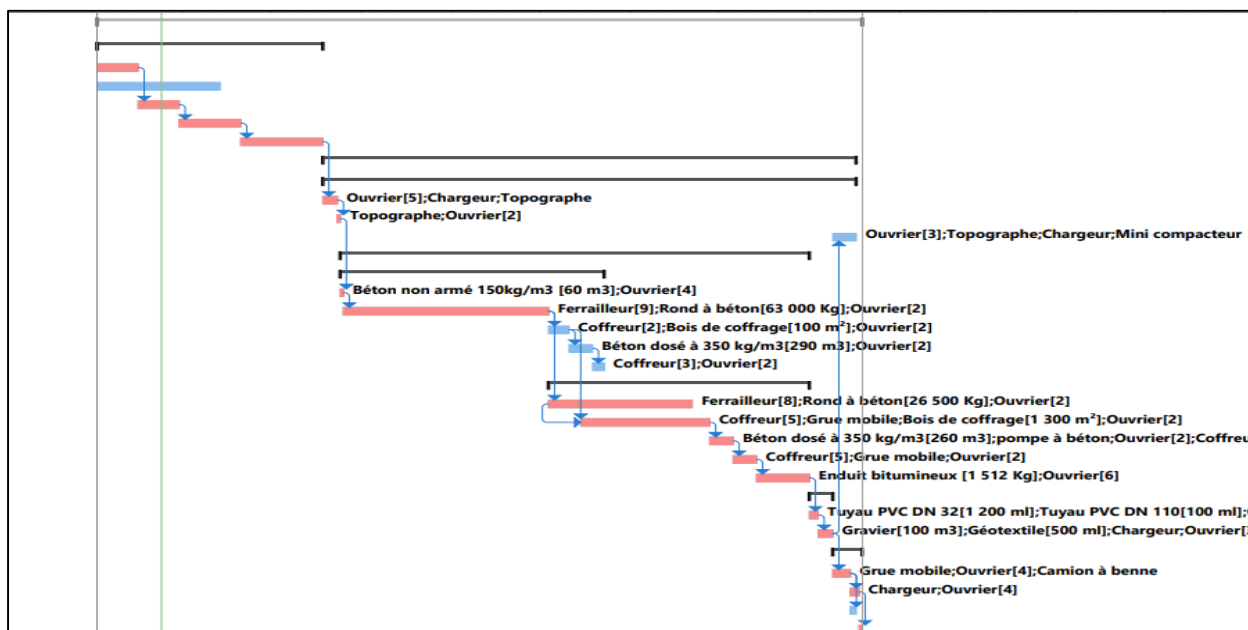 Ouvrier[5];Chargeur;Topographe
Topographe;Ouvrier[2]
Ouvrier[3];Topographe;Chargeur;Mini compacteur
Béton non armé 150kg/m3 [60 m3];Ouvrier[4]
Ferrailleur[9];Rond à béton[63 000 Kg];Ouvrier[2]
Coffreur[2];Bois de coffrage[100 m²];Ouvrier[2]
Béton dosé à 350 kg/m3[290 m3];Ouvrier[2]
Coffreur[3];Ouvrier[2]
Ferrailleur[8];Rond à béton[26 500 Kg];Ouvrier[2]
Coffreur[5];Grue mobile;Bois de coffrage[1 300 m²];Ouvrier[2]
Béton dosé à 350 kg/m3[260 m3];pompe à béton;Ouvrier[2];Coffreu
Coffreur[5];Grue mobile;Ouvrier[2]
Enduit bitumineux [1 512 Kg];Ouvrier[6]
Tuyau PVC DN 32[1 200 ml];Tuyau PVC DN 110[100 ml];
Gravier[100 m3];Géotextile[500 ml];Chargeur;Ouvrier[
Grue mobile;Ouvrier[4];Camion à benne
Chargeur;Ouvrier[4]